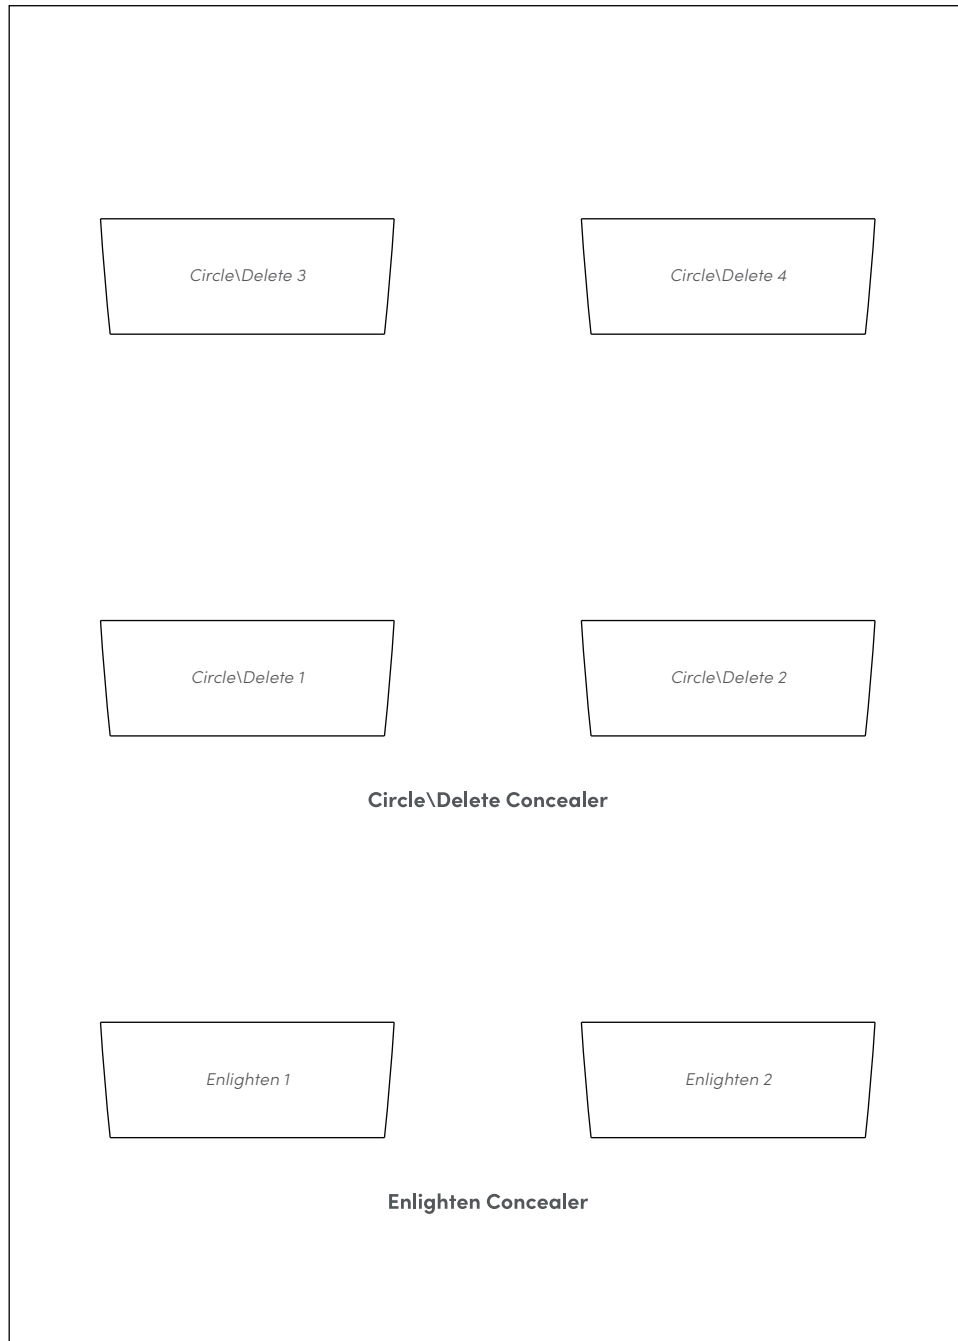 Circle\Delete 3
Circle\Delete 4
Circle\Delete 1
Circle\Delete 2
Circle\Delete Concealer
Enlighten 1
Enlighten 2
Enlighten Concealer